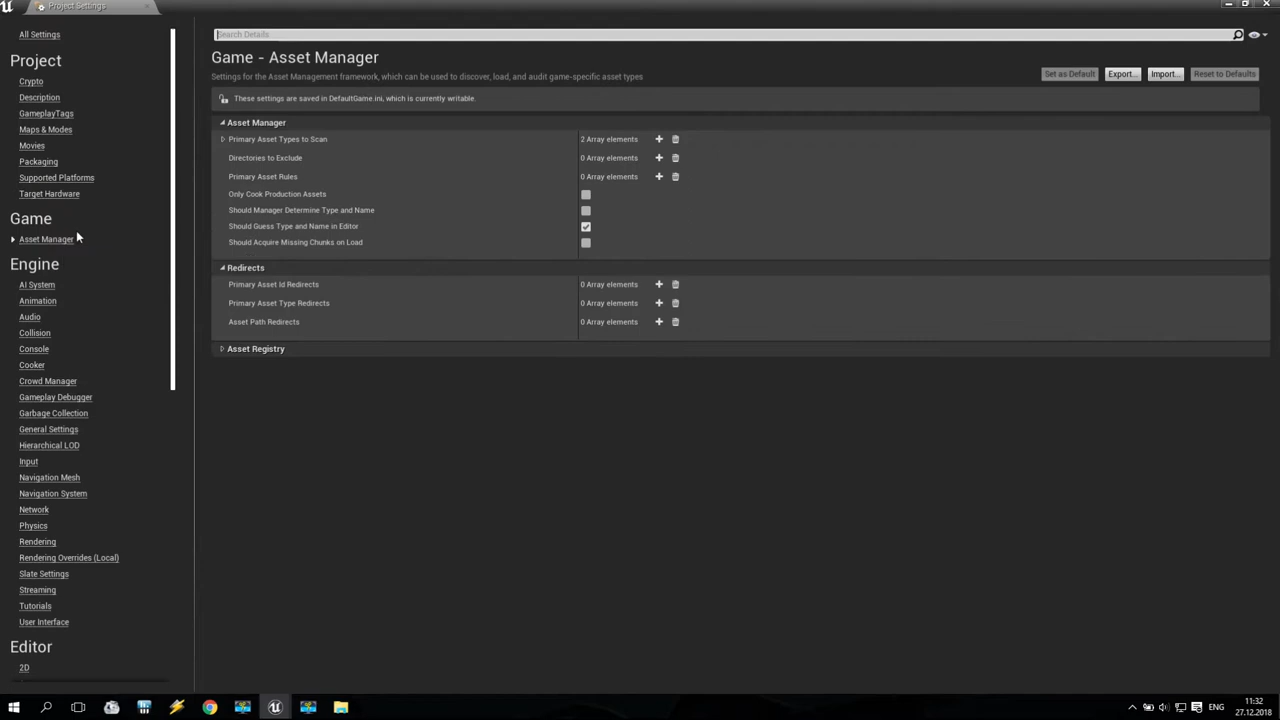 Project Settings
All Settings
Project
Crypto
Description
GameplayTags
Maps & Modes
Movies
Packaging
Supported Platforms
Target Hardware
Game
Asset Manager
Engine
AI System
Animation
Audio
Collision
Console
Cooker
Crowd Manager
Gameplay Debugger
Garbage Collection
General Settings
Hierarchical LOD
Input
Navigation Mesh
Navigation System
Network
Physics
Rendering
Rendering Overrides (Local)
Slate Settings
Streaming
Tutorials
User Interface
Editor
2D
Search Details
Game - Asset Manager
Settings for the Asset Management framework, which can be used to discover, load, and audit game-specific asset types
Set as Default Export... Import... Reset to Defaults
These settings are saved in DefaultGame.ini, which is currently writable.
Asset Manager
Primary Asset Types to Scan 2 Array elements
Directories to Exclude 0 Array elements
Primary Asset Rules 0 Array elements
Only Cook Production Assets
Should Manager Determine Type and Name
Should Guess Type and Name in Editor
Should Acquire Missing Chunks on Load
Redirects
Primary Asset Id Redirects 0 Array elements
Primary Asset Type Redirects 0 Array elements
Asset Path Redirects 0 Array elements
Asset Registry
ENG
11:32
27.12.2018